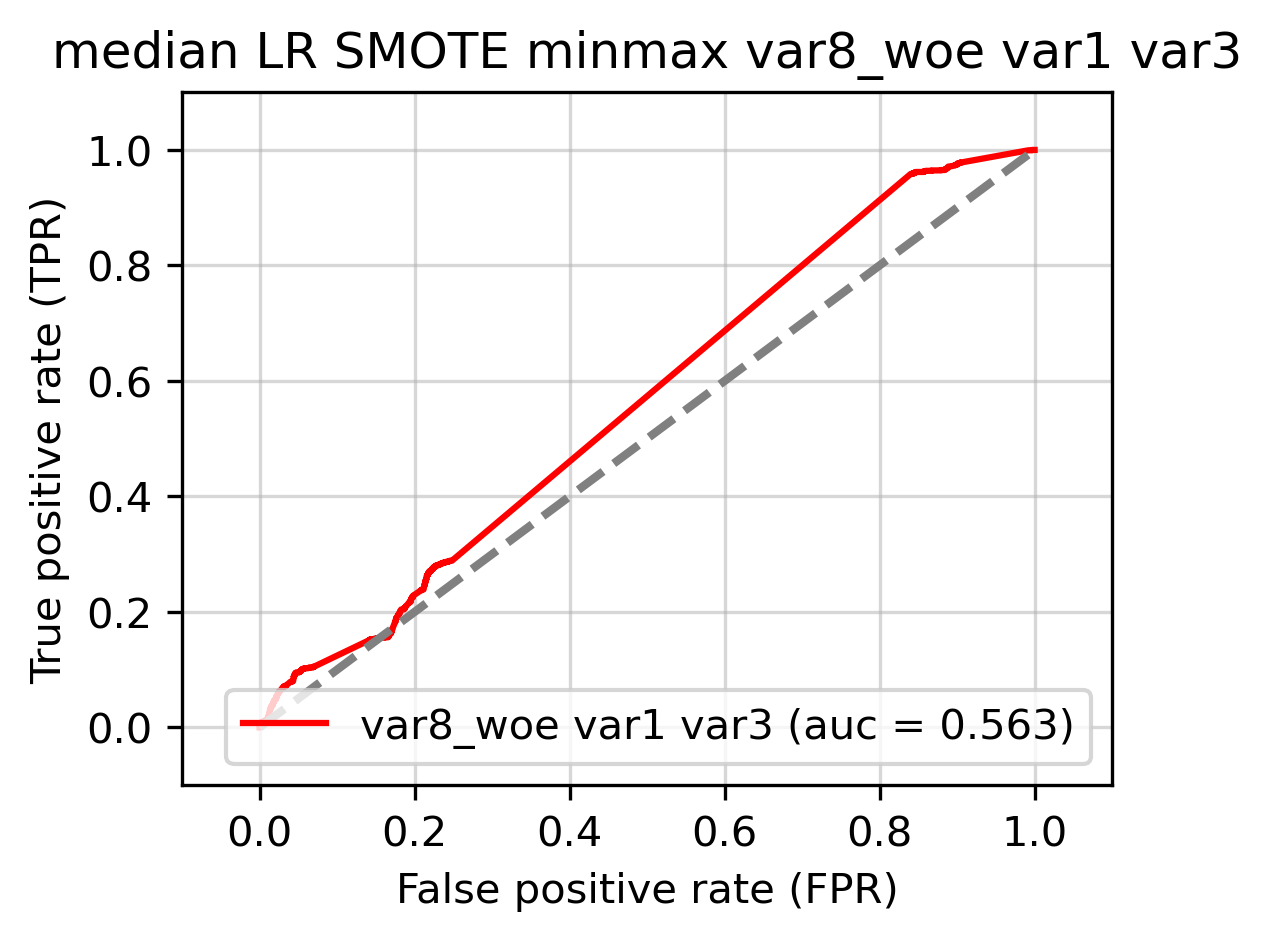 median LR SMOTE minmax var8_woe var1 var3
True positive rate (TPR)
1.0
0.8
0.6
0.4
0.2
0.0
var8_woe var1 var3 (auc = 0.563)
0.0 0.2 0.4 0.6 0.8 1.0
False positive rate (FPR)